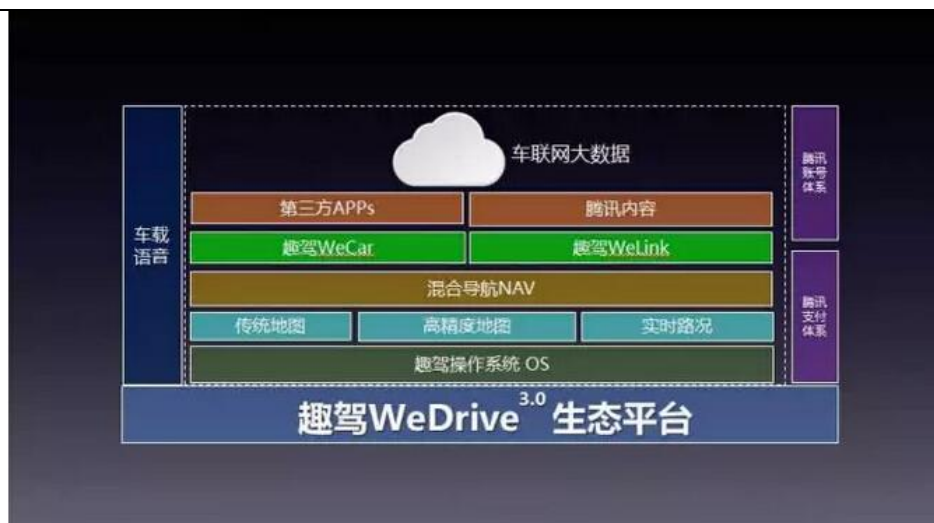 车联网大数据
第三方APPs
腾讯内容
趣驾WeCar
趣驾WeLink
混合导航NAV
传统地图
高精度地图
实时路况
趣驾操作系统 OS
车载
语音
腾讯
账号
体系
腾讯
支付
体系
趣驾WeDrive3.0 生态平台